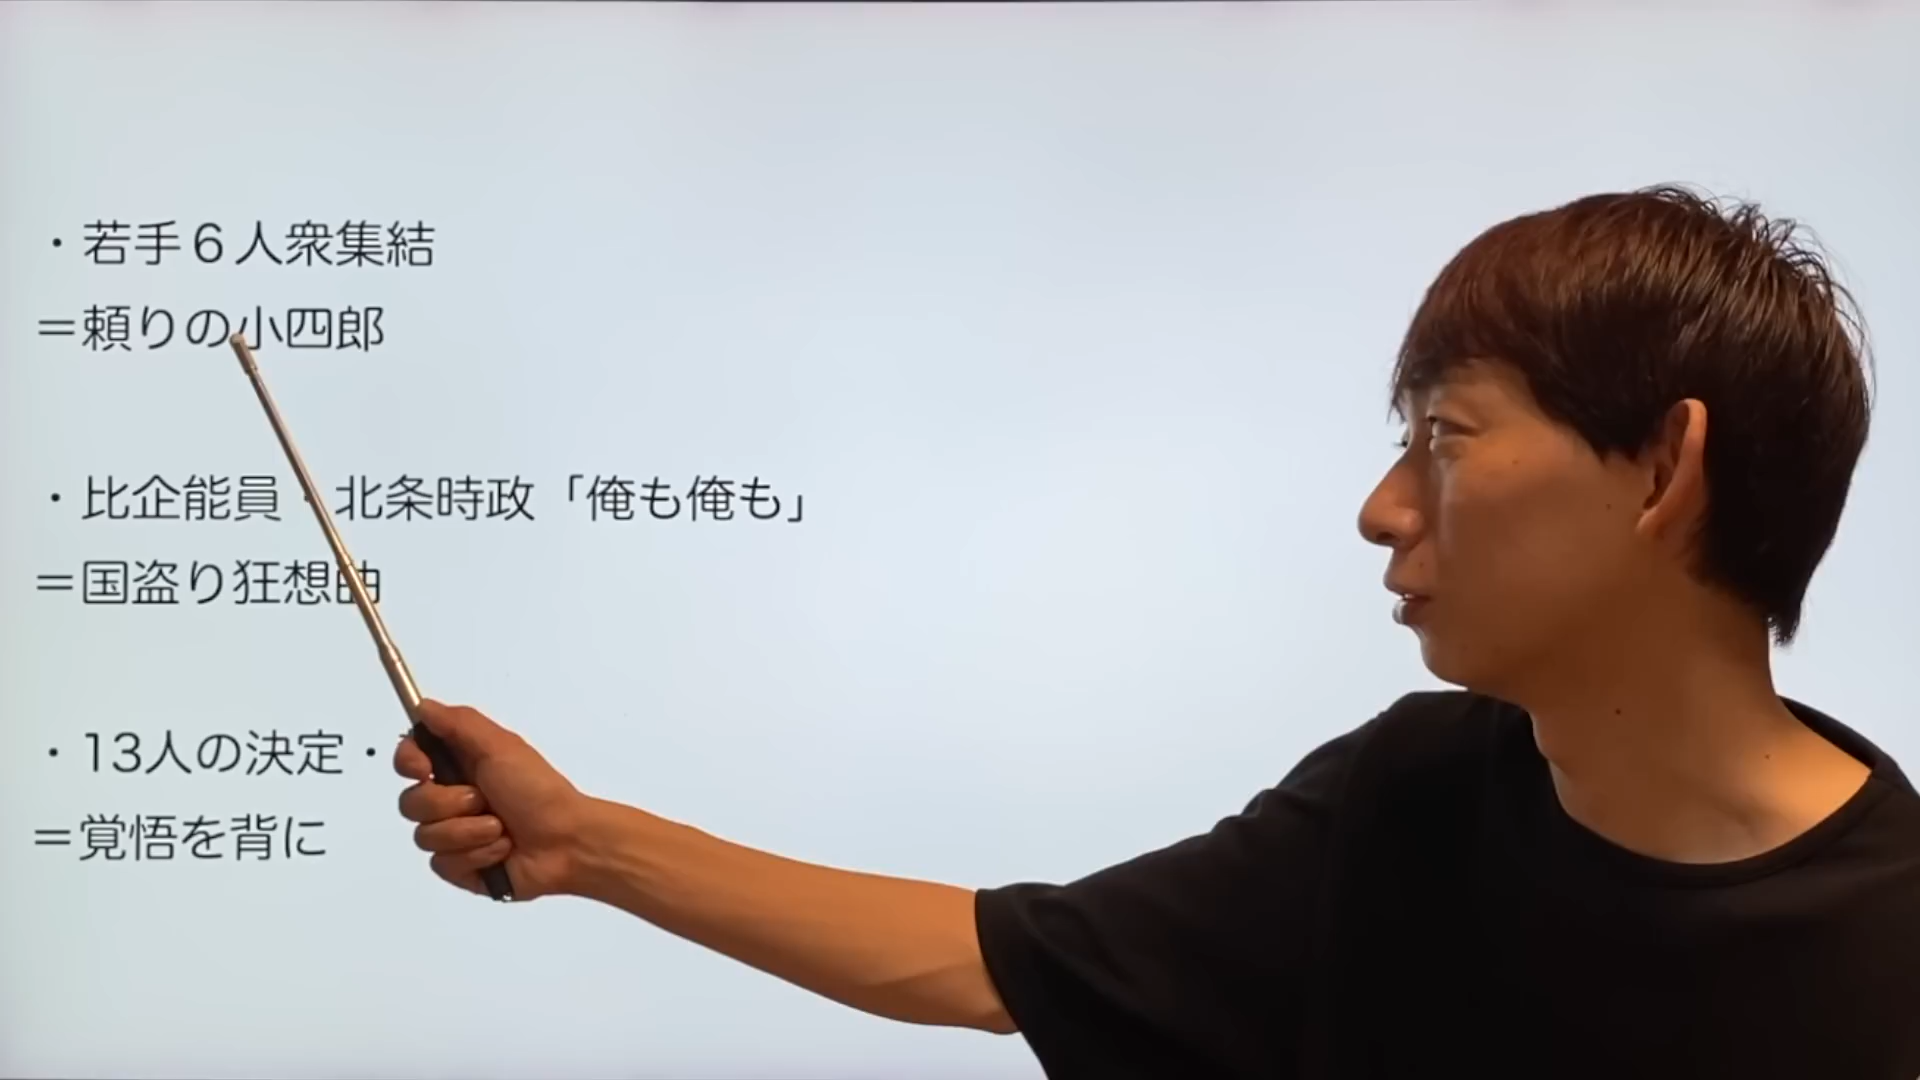 ・若手６人衆集結
＝頼りの小四郎
・比企能員・北条時政「俺も俺も」
＝国盗り狂想曲
・13人の決定・
＝覚悟を背に